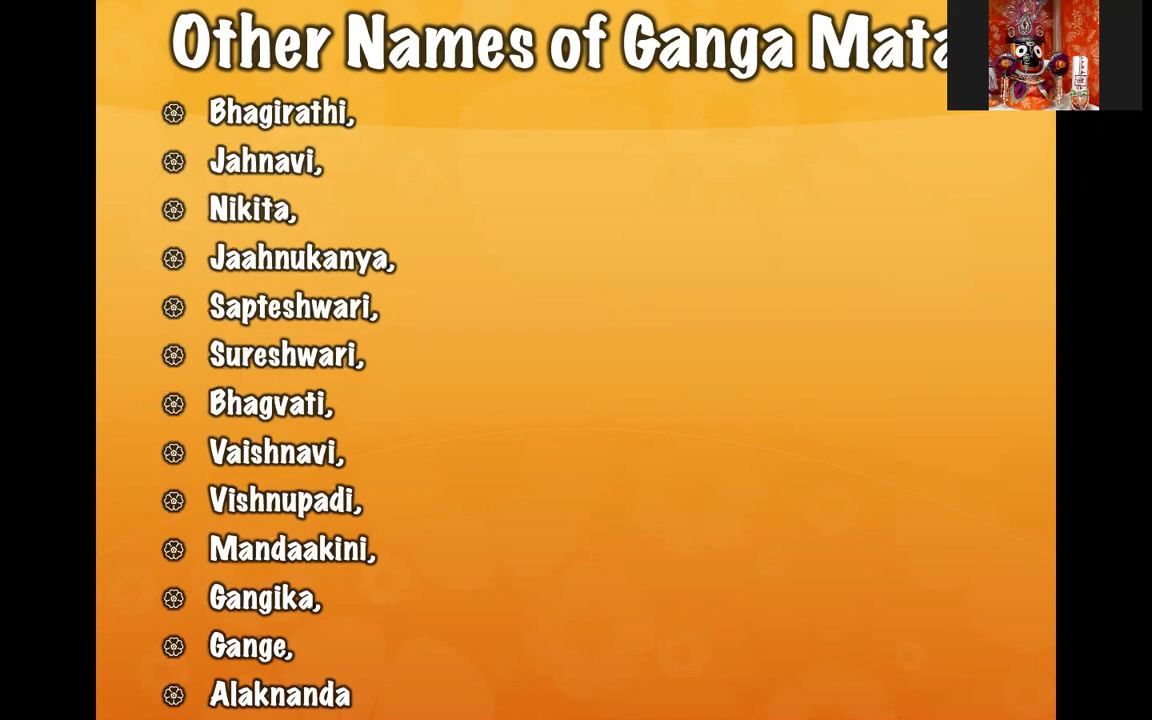 Other Names of Ganga Mata
Bhagirathi,
Jahnavi,
Nikita,
Jaahnukanya,
Sapteshwari,
Sureshwari,
Bhagvati,
Vaishnavi,
Vishnupadi,
Mandaakini,
Gangika,
Gange,
Alaknanda